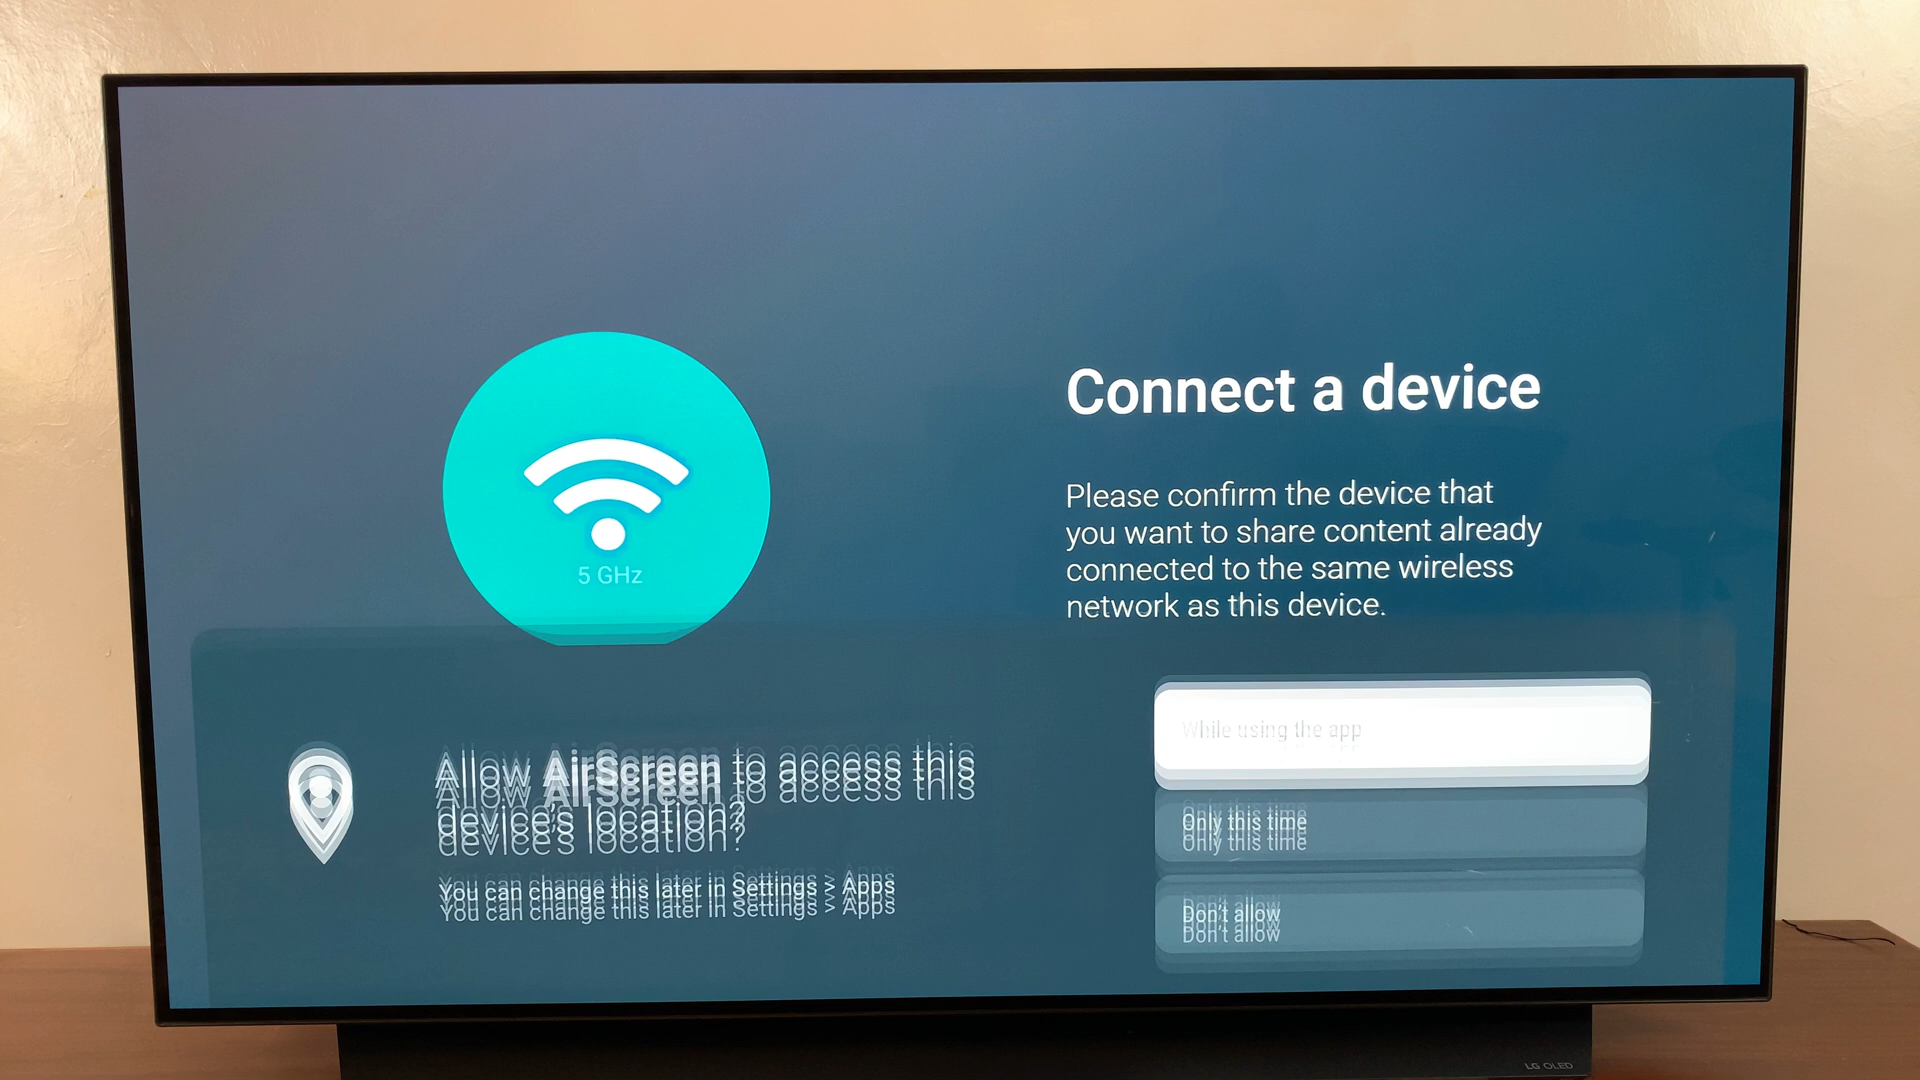 5 GHz
Connect a device
Please confirm the device that
you want to share content already
connected to the same wireless
network as this device.
Allow AirScreen to access this
device's location?
You can change this later in Settings > Apps
While using the app
Only this time
Don't allow
LG OLED